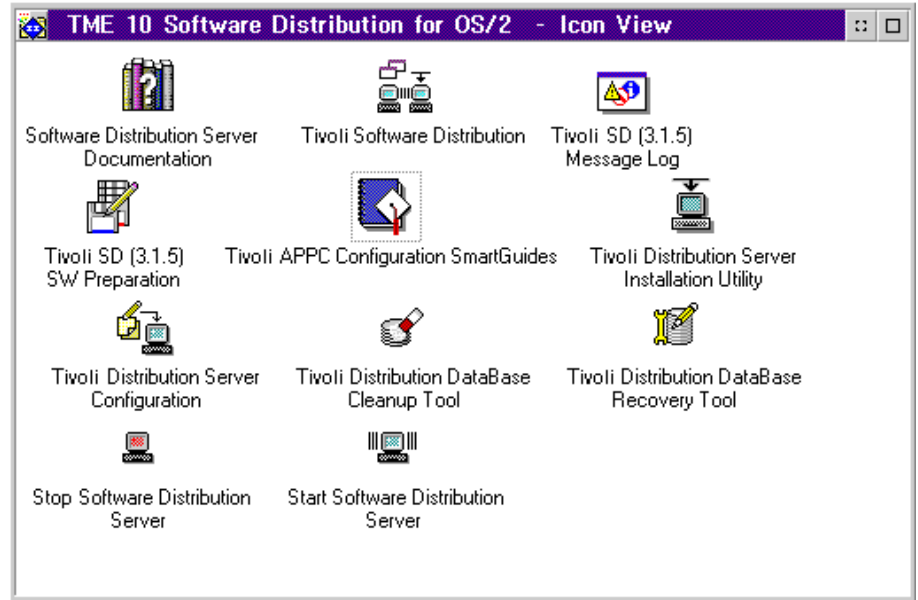 TME 10 Software Distribution for OS/2 - Icon View
Software Distribution Server
Documentation
Tivoli Software Distribution
Tivoli SD (3.1.5)
Message Log
Tivoli SD (3.1.5)
SW Preparation
Tivoli APPC Configuration SmartGuides
Tivoli Distribution Server
Installation Utility
Tivoli Distribution Server
Configuration
Tivoli Distribution DataBase
Cleanup Tool
Tivoli Distribution DataBase
Recovery Tool
Stop Software Distribution
Server
Start Software Distribution
Server